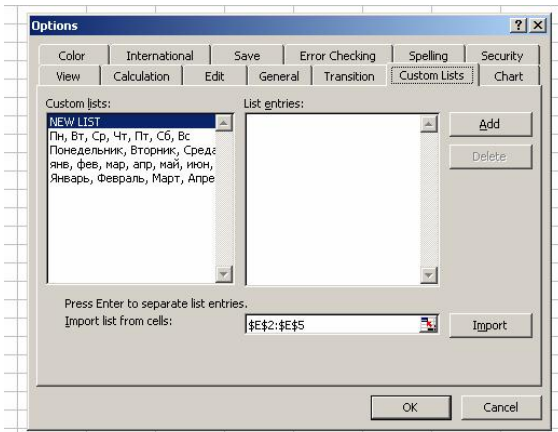 Options
Color International Save Error Checking Spelling Security
View Calculation Edit General Transition Custom Lists Chart
Custom lists: List entries:
NEW LIST
Пн, Вт, Ср, Чт, Пт, Сб, Вс
Понедельник, Вторник, Среда
янв, фев, мар, апр, май, июн,
Январь, Февраль, Март, Апре
Add
Delete
Press Enter to separate list entries.
Import list from cells: $E$2:$E$5 Import
OK Cancel